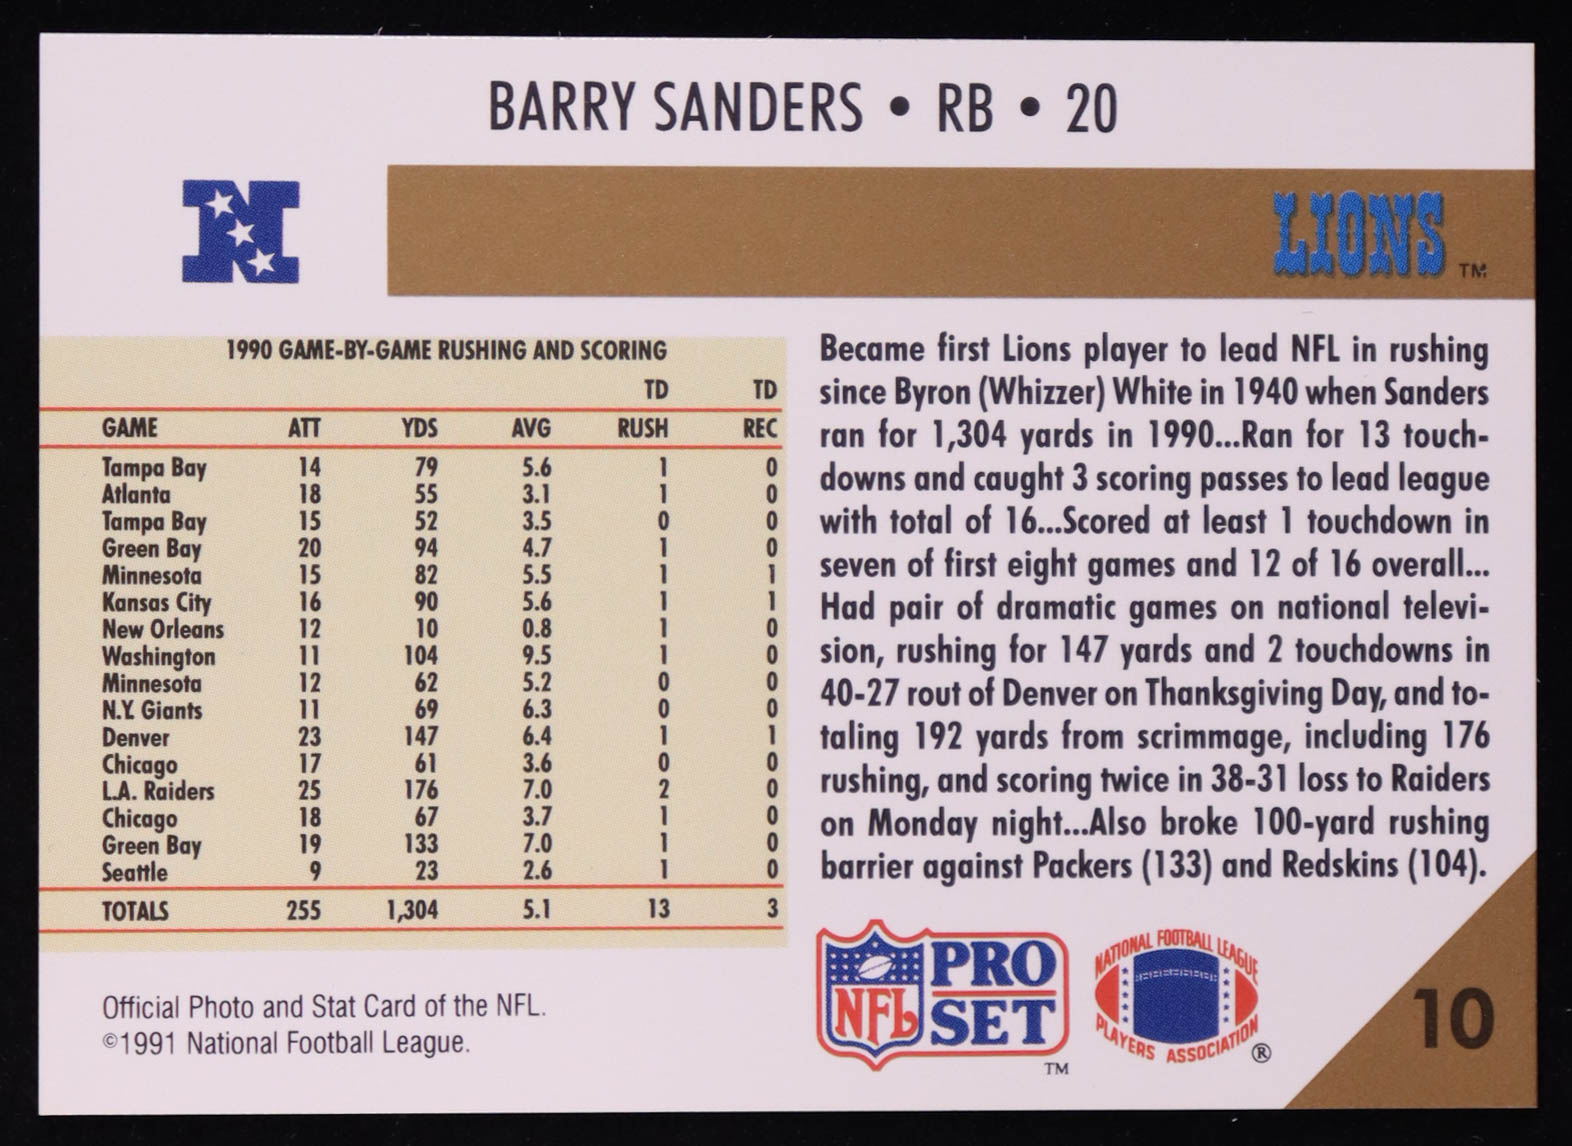 BARRY SANDERS • RB • 20
N
LIONS ™
1990 GAME-BY-GAME RUSHING AND SCORING
TD TD
GAME ATT YDS AVG RUSH REC
Tampa Bay 14 79 5.6 1 0
Atlanta 18 55 3.1 1 0
Tampa Bay 15 52 3.5 0 0
Green Bay 20 94 4.7 1 0
Minnesota 15 82 5.5 1 1
Kansas City 16 90 5.6 1 1
New Orleans 12 10 0.8 1 0
Washington 11 104 9.5 1 0
Minnesota 12 62 5.2 0 0
N.Y. Giants 11 69 6.3 0 0
Denver 23 147 6.4 1 1
Chicago 17 61 3.6 0 0
L.A. Raiders 25 176 7.0 2 0
Chicago 18 67 3.7 1 0
Green Bay 19 133 7.0 1 0
Seattle 9 23 2.6 1 0
TOTALS 255 1,304 5.1 13 3
Became first Lions player to lead NFL in rushing
since Byron (Whizzer) White in 1940 when Sanders
ran for 1,304 yards in 1990...Ran for 13 touch-
downs and caught 3 scoring passes to lead league
with total of 16...Scored at least 1 touchdown in
seven of first eight games and 12 of 16 overall...
Had pair of dramatic games on national televi-
sion, rushing for 147 yards and 2 touchdowns in
40-27 rout of Denver on Thanksgiving Day, and to-
taling 192 yards from scrimmage, including 176
rushing, and scoring twice in 38-31 loss to Raiders
on Monday night...Also broke 100-yard rushing
barrier against Packers (133) and Redskins (104).
Official Photo and Stat Card of the NFL.
©1991 National Football League.
NFL
PRO
SET
™
NATIONAL FOOTBALL LEAGUE
PLAYERS ASSOCIATION
®
10